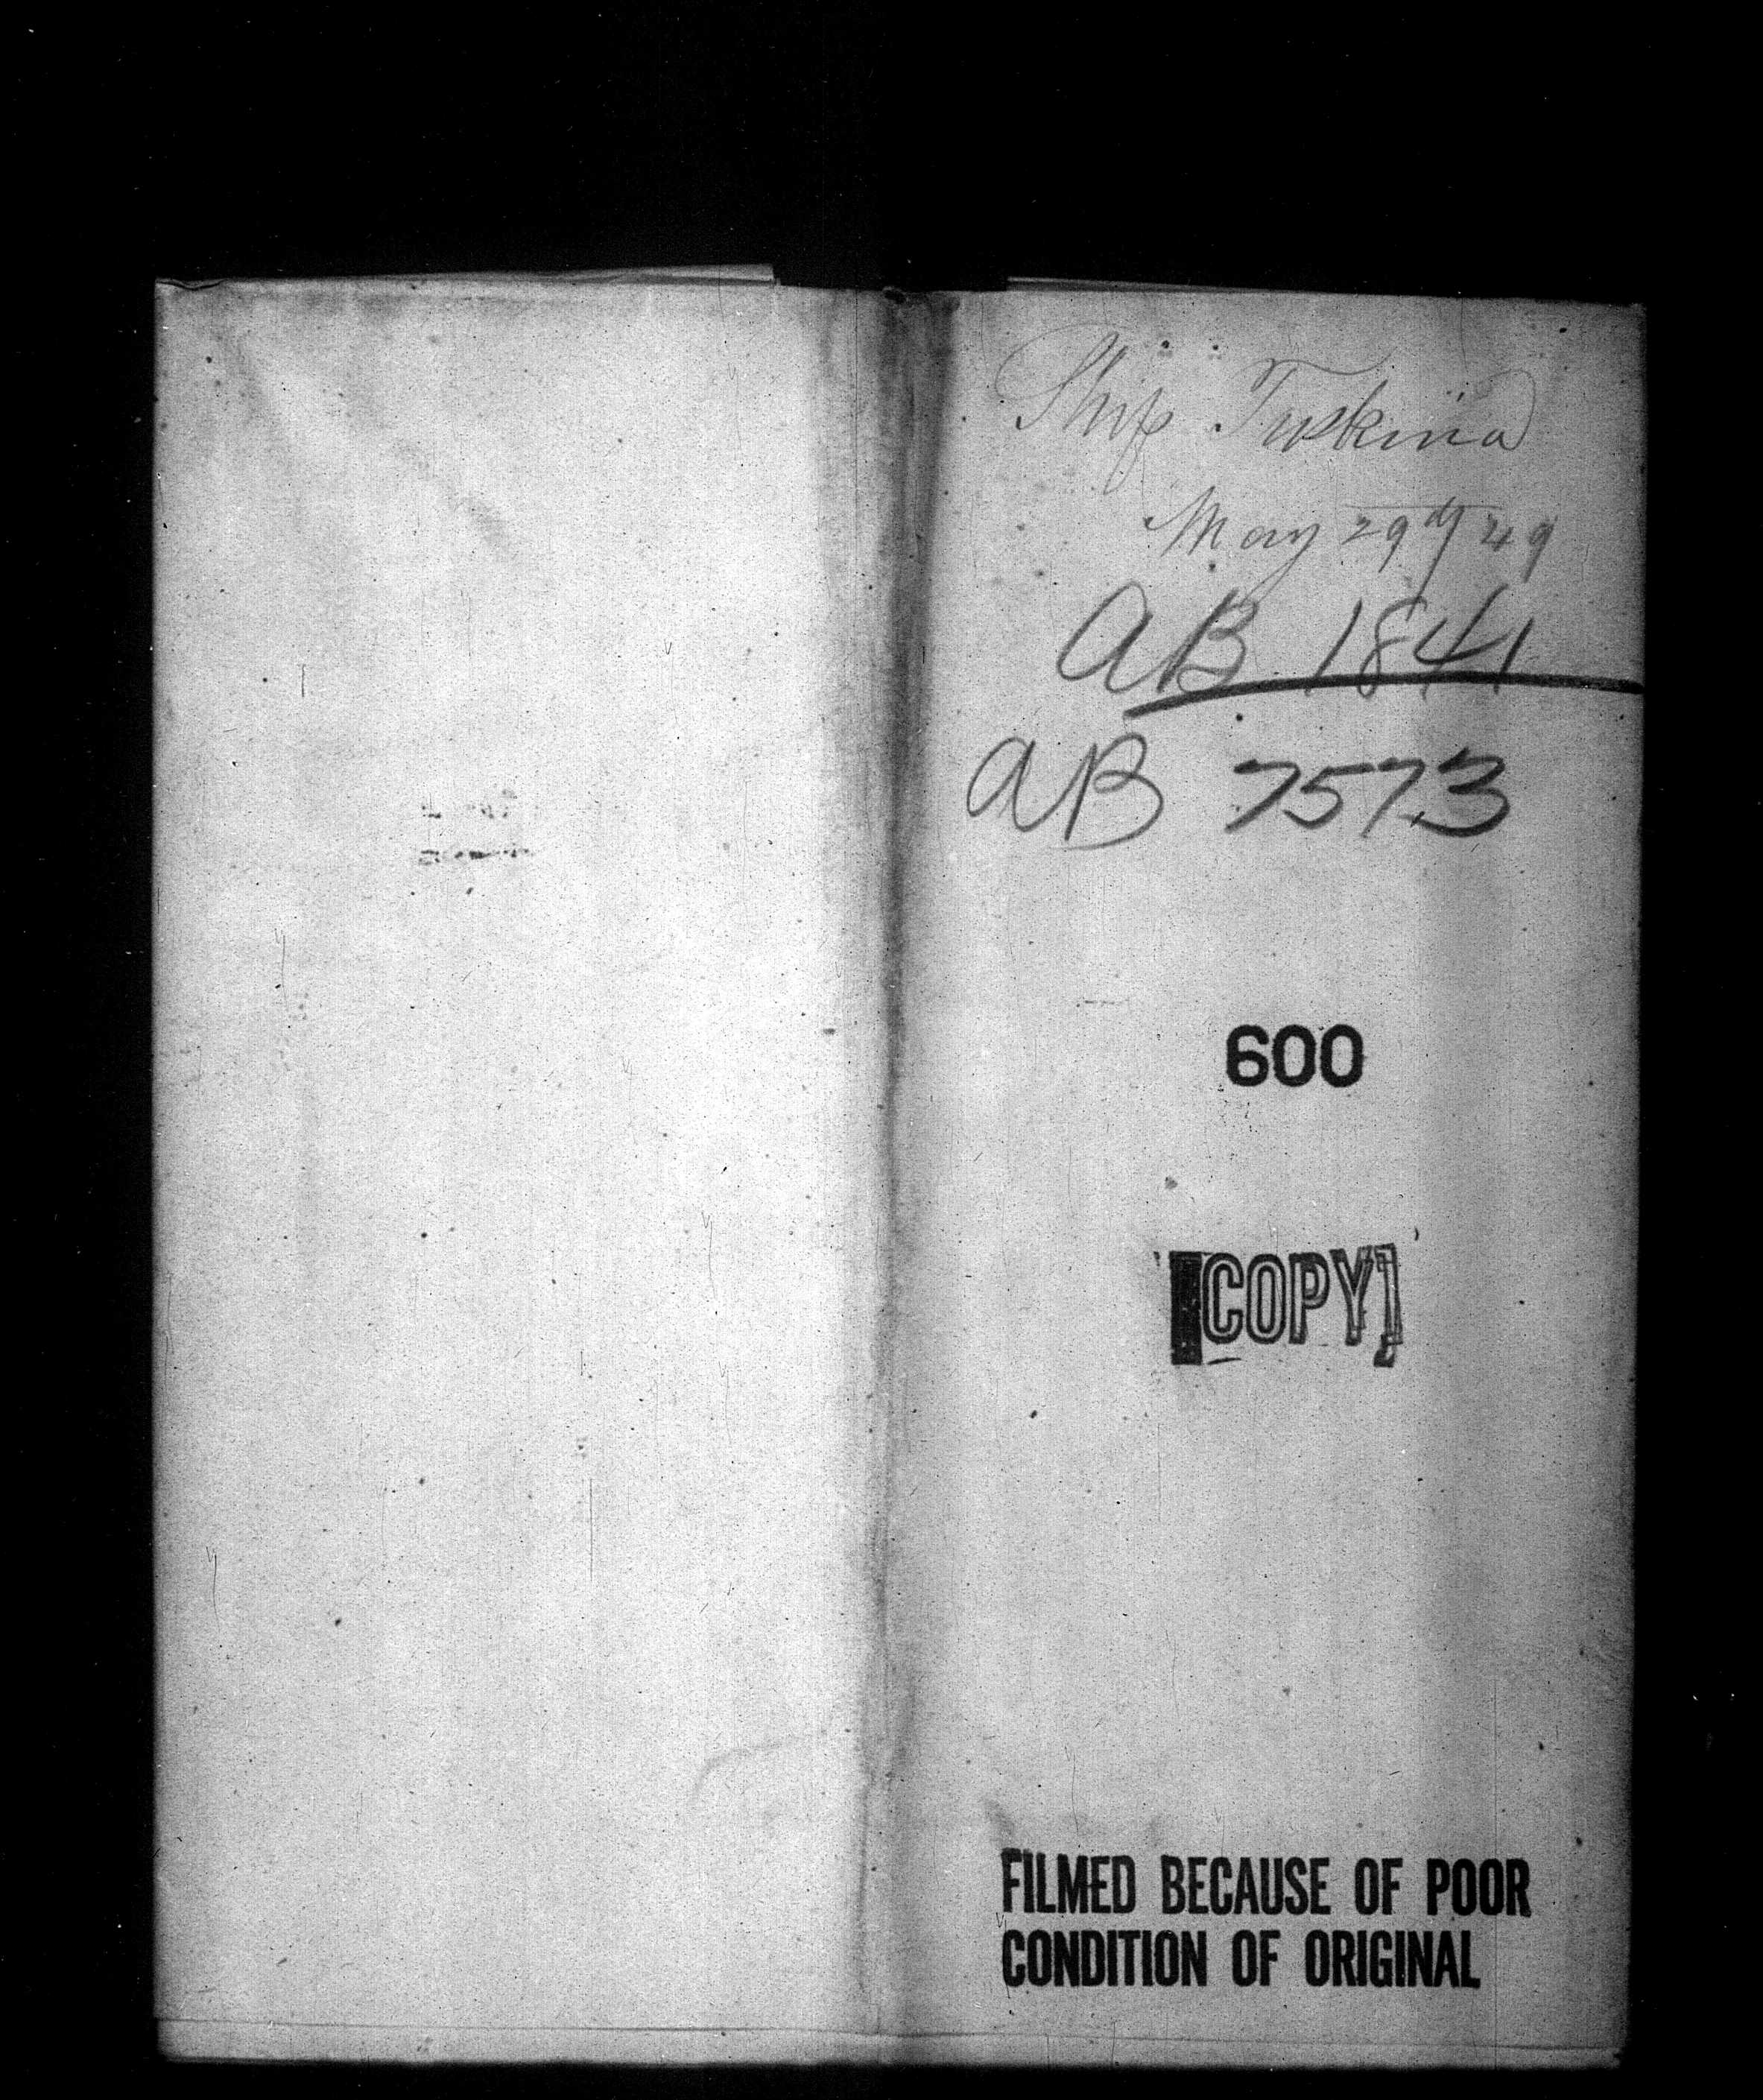 Ship Tuskina
May 29th 49
AB 1841
AB 7573
600
[COPY]
FILMED BECAUSE OF POOR
CONDITION OF ORIGINAL